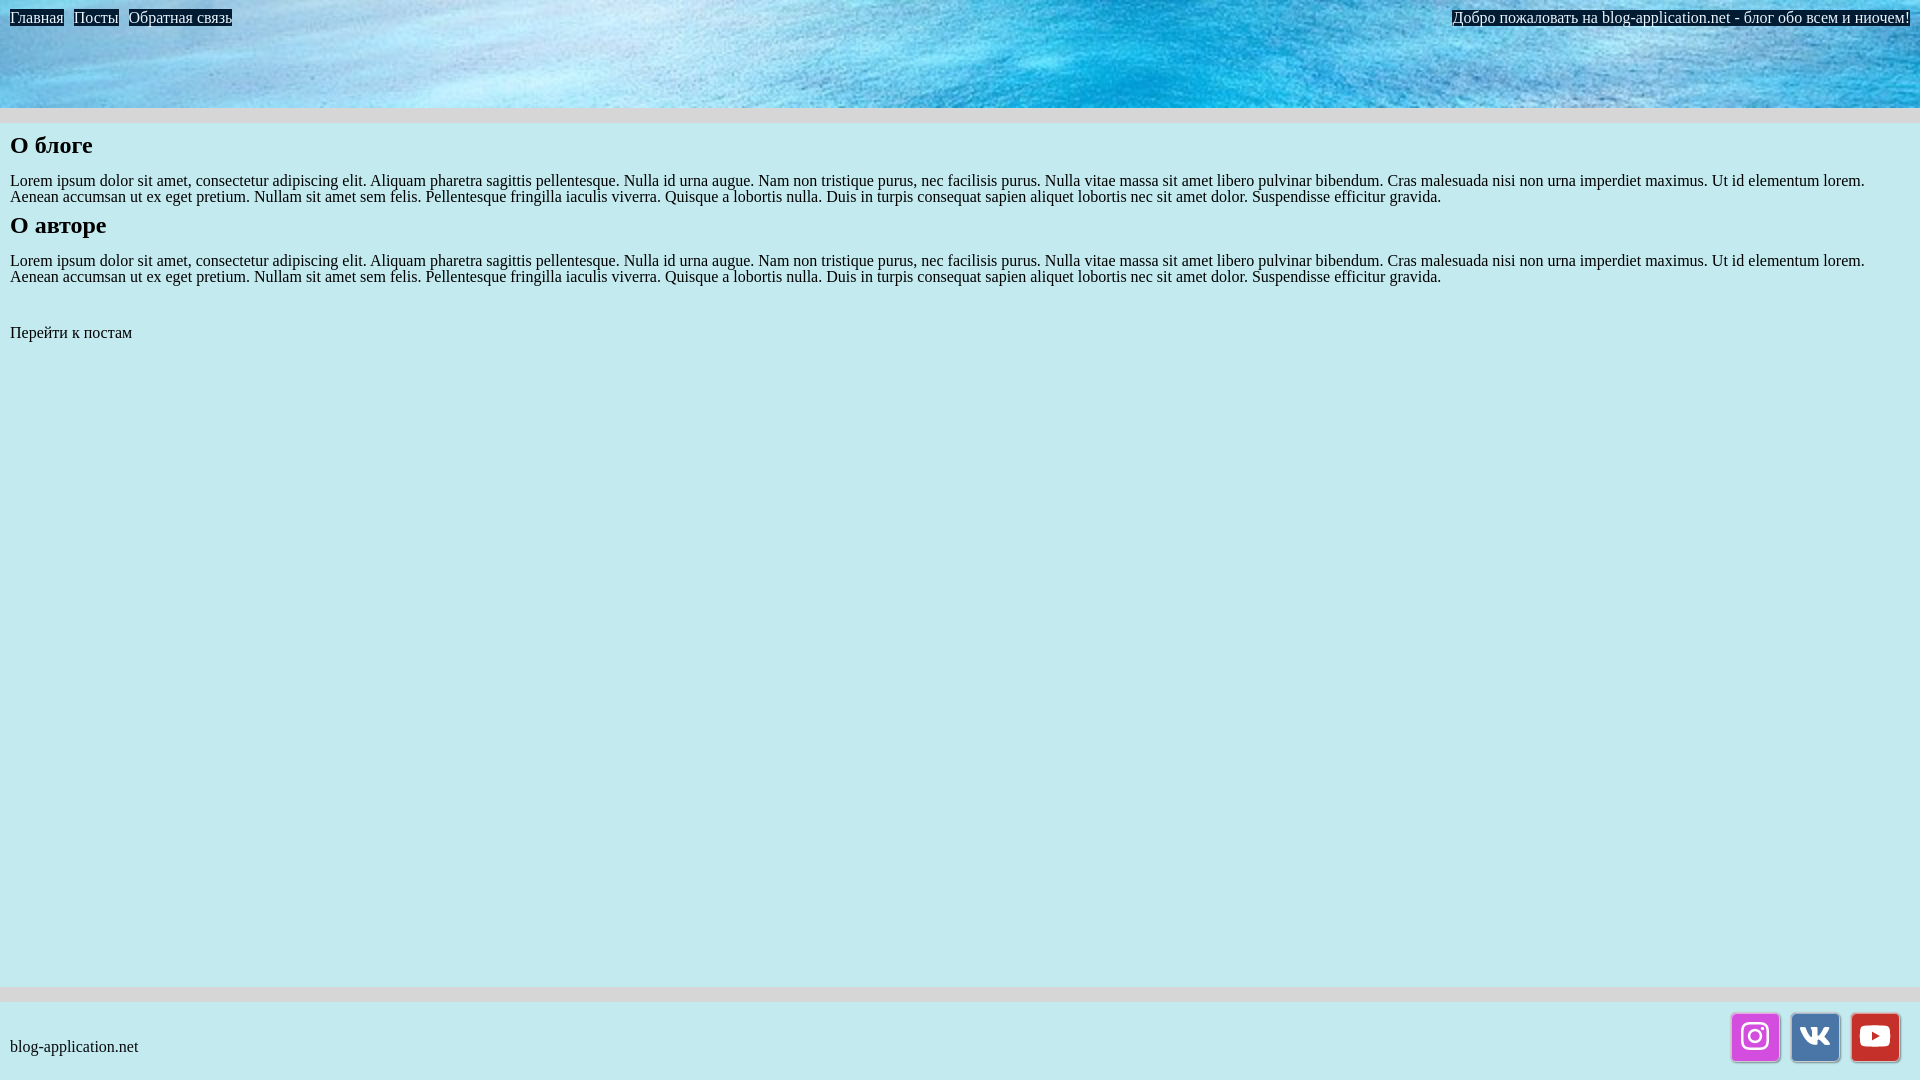 Главная Посты Обратная связь
Добро пожаловать на blog-application.net - блог обо всем и ниочем!
О блоге
Lorem ipsum dolor sit amet, consectetur adipiscing elit. Aliquam pharetra sagittis pellentesque. Nulla id urna augue. Nam non tristique purus, nec facilisis purus. Nulla vitae massa sit amet libero pulvinar bibendum. Cras malesuada nisi non urna imperdiet maximus. Ut id elementum lorem.
Aenean accumsan ut ex eget pretium. Nullam sit amet sem felis. Pellentesque fringilla iaculis viverra. Quisque a lobortis nulla. Duis in turpis consequat sapien aliquet lobortis nec sit amet dolor. Suspendisse efficitur gravida.
О авторе
Lorem ipsum dolor sit amet, consectetur adipiscing elit. Aliquam pharetra sagittis pellentesque. Nulla id urna augue. Nam non tristique purus, nec facilisis purus. Nulla vitae massa sit amet libero pulvinar bibendum. Cras malesuada nisi non urna imperdiet maximus. Ut id elementum lorem.
Aenean accumsan ut ex eget pretium. Nullam sit amet sem felis. Pellentesque fringilla iaculis viverra. Quisque a lobortis nulla. Duis in turpis consequat sapien aliquet lobortis nec sit amet dolor. Suspendisse efficitur gravida.
Перейти к постам
blog-application.net